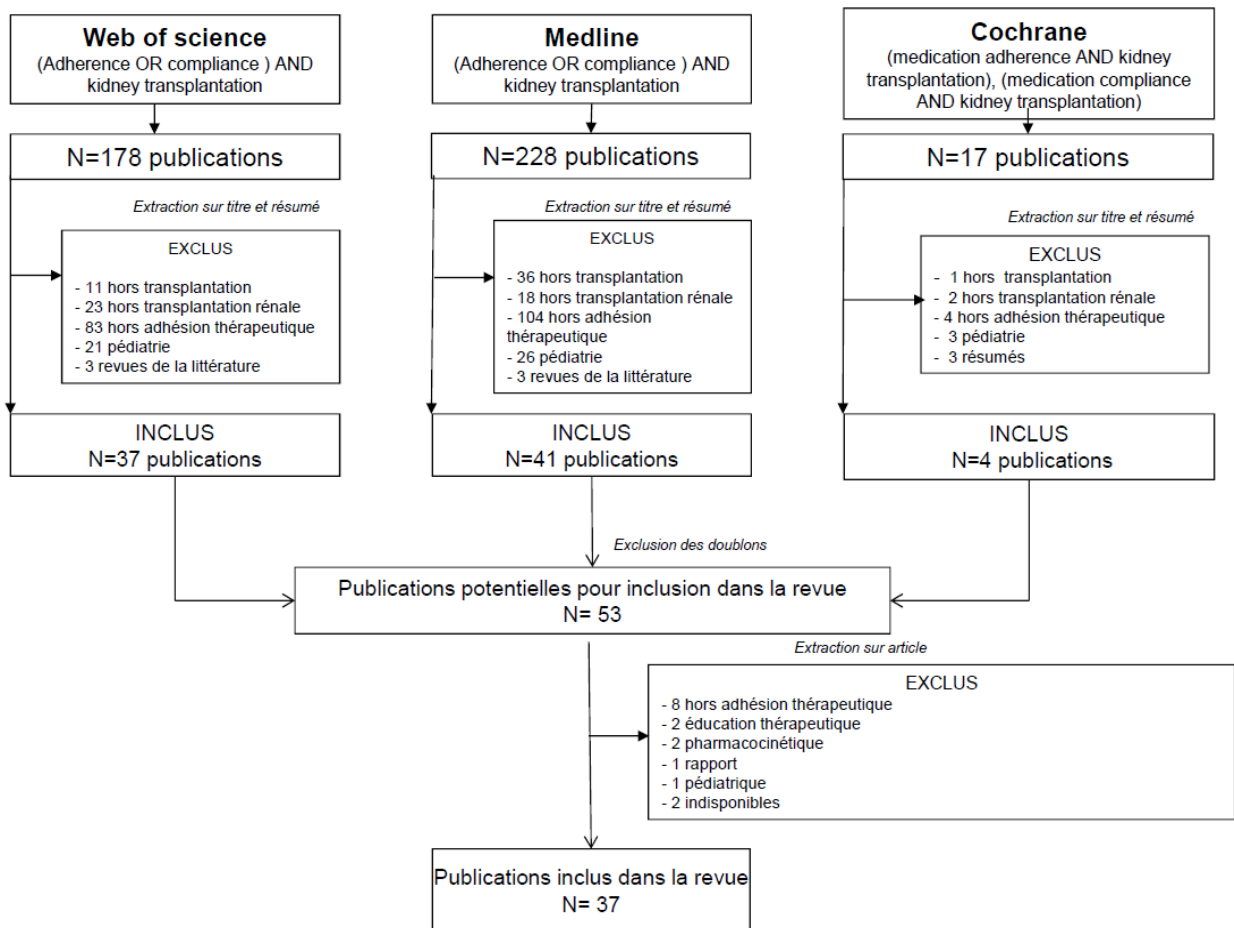 Web of science
(Adherence OR compliance ) AND
kidney transplantation
N=178 publications
Extraction sur titre et résumé
EXCLUS
- 11 hors transplantation
- 23 hors transplantation rénale
- 83 hors adhésion thérapeutique
- 21 pédiatrie
- 3 revues de la littérature
INCLUS
N=37 publications
Medline
(Adherence OR compliance ) AND
kidney transplantation
N=228 publications
Extraction sur titre et résumé
EXCLUS
- 36 hors transplantation
- 18 hors transplantation rénale
- 104 hors adhésion
thérapeutique
- 26 pédiatrie
- 3 revues de la littérature
INCLUS
N=41 publications
Cochrane
(medication adherence AND kidney
transplantation), (medication compliance
AND kidney transplantation)
N=17 publications
Extraction sur titre et résumé
EXCLUS
- 1 hors transplantation
- 2 hors transplantation rénale
- 4 hors adhésion thérapeutique
- 3 pédiatrie
- 3 résumés
INCLUS
N=4 publications
Exclusion des doublons
Publications potentielles pour inclusion dans la revue
N= 53
Extraction sur article
EXCLUS
- 8 hors adhésion thérapeutique
- 2 éducation thérapeutique
- 2 pharmacocinétique
- 1 rapport
- 1 pédiatrique
- 2 indisponibles
Publications inclus dans la revue
N= 37